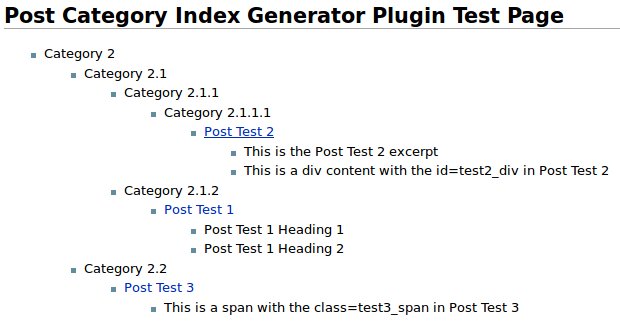 Post Category Index Generator Plugin Test Page
Category 2
Category 2.1
Category 2.1.1
Category 2.1.1.1
Post Test 2
This is the Post Test 2 excerpt
This is a div content with the id=test2_div in Post Test 2
Category 2.1.2
Post Test 1
Post Test 1 Heading 1
Post Test 1 Heading 2
Category 2.2
Post Test 3
This is a span with the class=test3_span in Post Test 3